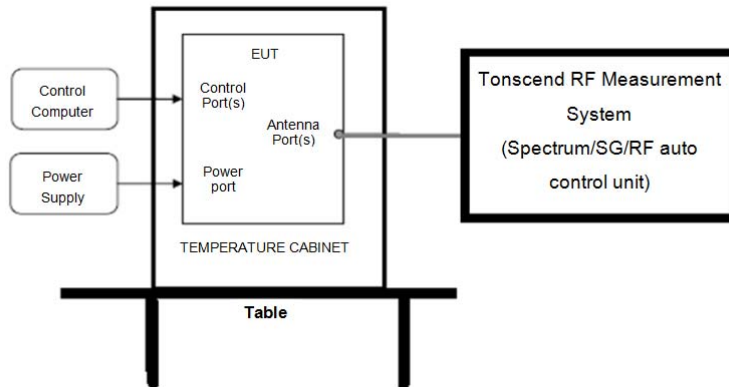 EUT
Control
Computer
Control
Port(s)
Antenna
Port(s)
Power
Supply
Power
port
TEMPERATURE CABINET
Table
Tonscend RF Measurement
System
(Spectrum/SG/RF auto
control unit)